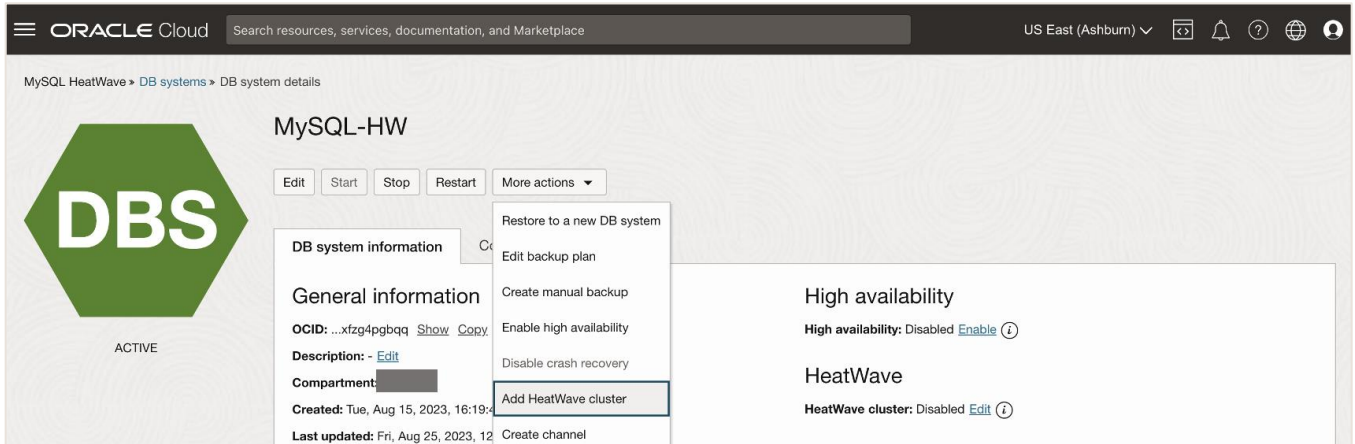 ORACLE Cloud Search resources, services, documentation, and Marketplace US East (Ashburn)
MySQL HeatWave » DB systems » DB system details
MySQL-HW
Edit Start Stop Restart More actions
DBS
ACTIVE
Restore to a new DB system
Edit backup plan
Create manual backup
Enable high availability
Disable crash recovery
Add HeatWave cluster
Create channel
DB system information
General information
OCID: ...xfzg4pgbqq Show Copy
Description: - Edit
Compartment:
Created: Tue, Aug 15, 2023, 16:19:
Last updated: Fri, Aug 25, 2023, 12
High availability
High availability: Disabled Enable
HeatWave
HeatWave cluster: Disabled Edit